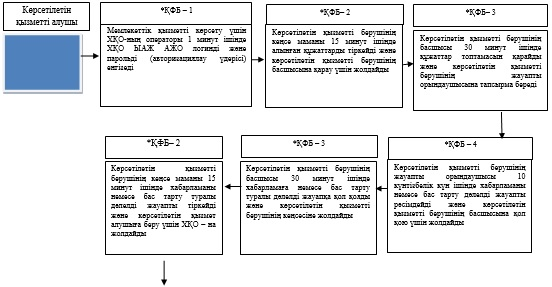 Көрсетілетін
қызметті алушы
*ҚФБ – 1
Мемлекеттік қызметті көрсету үшін
ХҚО-ның операторы 1 минут ішінде
ХҚО ЫАЖ АЖО логинді және
парольді (авторизациялау үдерісі)
енгізеді
*ҚФБ– 2
Көрсетілетін қызметті берушінің
кеңсе маманы 15 минут ішінде
алынған құжаттарды тіркейді және
көрсетілетін қызметті берушінің
басшысына қарау үшін жолдайды
*ҚФБ– 3
Көрсетілетін қызметті берушінің
басшысы 30 минут ішінде
құжаттар топтамасын қарайды
және көрсетілетін қызметті
берушінің жауапты
орындаушысына тапсырма береді
*ҚФБ– 2
Көрсетілетін қызметті
берушінің кеңсе маманы 15
минут ішінде хабарламаны
немесе бас тарту туралы
дәлелді жауапты тіркейді
және көрсетілетін қызмет
алушыға беру үшін ХҚО – на
жолдайды
*ҚФБ – 3
Көрсетілетін қызметті берушінің
басшысы 30 минут ішінде
хабарламаға немесе бас тарту
туралы дәлелді жауапқа қол қояды
және көрсетілетін қызметті
берушінің кеңсесіне жолдайды
*ҚФБ – 4
Көрсетілетін қызметті берушінің
жауапты орындаушысы 10
күнтізбелік күн ішінде хабарламаны
немесе бас тарту дәлелді жауапты
ресімдейді және көрсетілетін
қызметті берушінің басшысына қол
қою үшін жолдайды